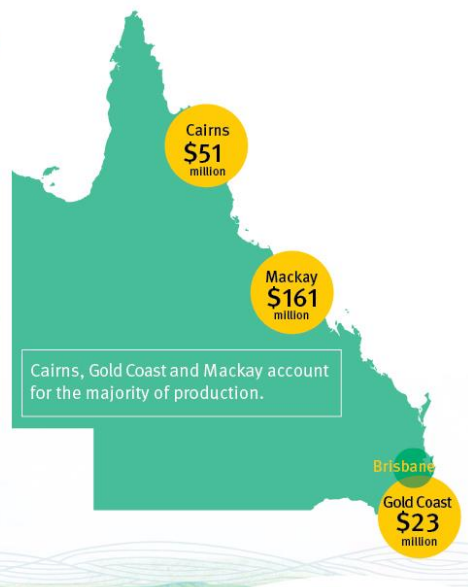 Cairns
$51
million
Mackay
$161
million
Cairns, Gold Coast and Mackay account
for the majority of production.
Brisbane
Gold Coast
$23
million